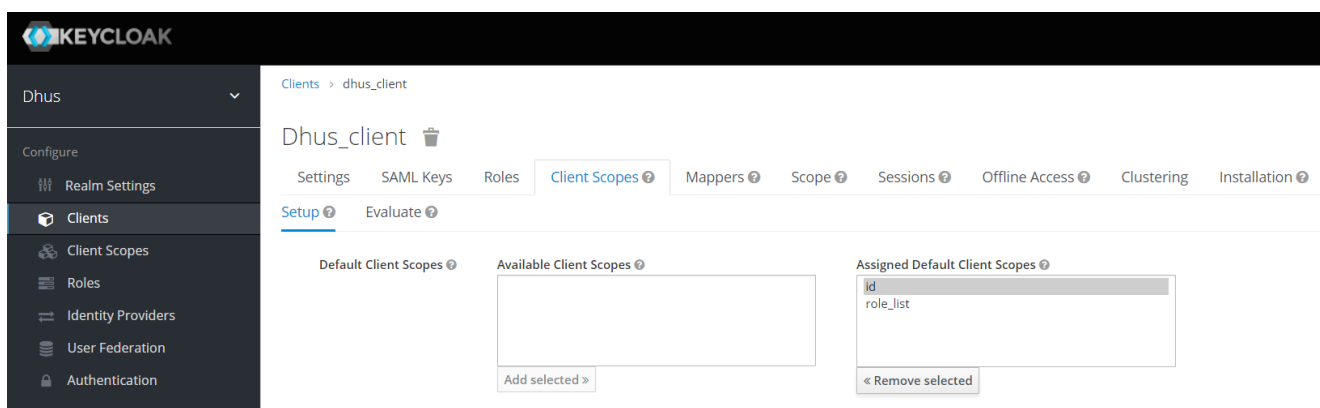 KEYCLOAK
Dhus
Configure
Realm Settings
Clients
Client Scopes
Roles
Identity Providers
User Federation
Authentication
Clients > dhus_client
Dhus_client
Settings SAML Keys Roles Client Scopes ? Mappers ? Scope ? Sessions ? Offline Access ? Clustering Installation ?
Setup ? Evaluate ?
Default Client Scopes ? Available Client Scopes ? Assigned Default Client Scopes ?
id
role_list
Add selected » « Remove selected